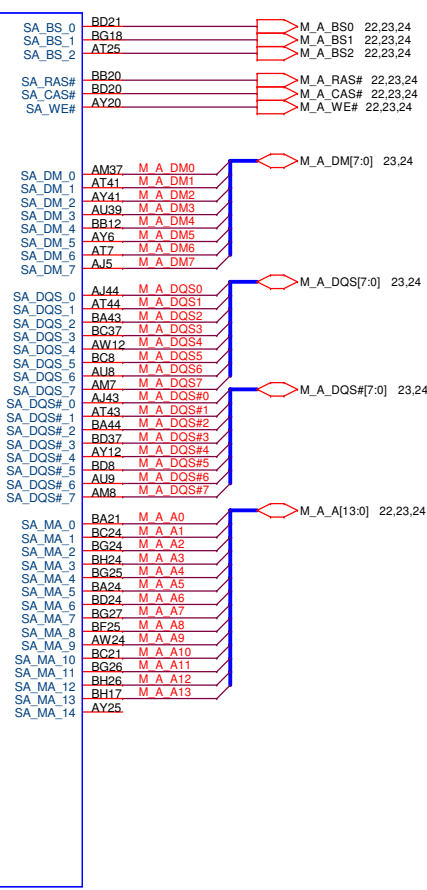 SA_BS_0 BD21 M_A_BS0 22,23,24
SA_BS_1 BG18 M_A_BS1 22,23,24
SA_BS_2 AT25 M_A_BS2 22,23,24
SA_RAS# BB20 M_A_RAS# 22,23,24
SA_CAS# BD20 M_A_CAS# 22,23,24
SA_WE# AY20 M_A_WE# 22,23,24
M_A_DM[7:0] 23,24
SA_DM_0 AM37 M_A_DM0
SA_DM_1 AT41 M_A_DM1
SA_DM_2 AY41 M_A_DM2
SA_DM_3 AU39 M_A_DM3
SA_DM_4 BB12 M_A_DM4
SA_DM_5 AY6 M_A_DM5
SA_DM_6 AT7 M_A_DM6
SA_DM_7 AJ5 M_A_DM7
M_A_DQS[7:0] 23,24
SA_DQS_0 AJ44 M_A_DQS0
SA_DQS_1 AT44 M_A_DQS1
SA_DQS_2 BA43 M_A_DQS2
SA_DQS_3 BC37 M_A_DQS3
SA_DQS_4 AW12 M_A_DQS4
SA_DQS_5 BC8 M_A_DQS5
SA_DQS_6 AU8 M_A_DQS6
SA_DQS_7 AM7 M_A_DQS7
M_A_DQS#[7:0] 23,24
SA_DQS#_0 AJ43 M_A_DQS#0
SA_DQS#_1 AT43 M_A_DQS#1
SA_DQS#_2 BA44 M_A_DQS#2
SA_DQS#_3 BD37 M_A_DQS#3
SA_DQS#_4 AY12 M_A_DQS#4
SA_DQS#_5 BD8 M_A_DQS#5
SA_DQS#_6 AU9 M_A_DQS#6
SA_DQS#_7 AM8 M_A_DQS#7
M_A_A[13:0] 22,23,24
SA_MA_0 BA21 M_A_A0
SA_MA_1 BC24 M_A_A1
SA_MA_2 BG24 M_A_A2
SA_MA_3 BH24 M_A_A3
SA_MA_4 BG25 M_A_A4
SA_MA_5 BA24 M_A_A5
SA_MA_6 BD24 M_A_A6
SA_MA_7 BG27 M_A_A7
SA_MA_8 BF25 M_A_A8
SA_MA_9 AW24 M_A_A9
SA_MA_10 BC21 M_A_A10
SA_MA_11 BG26 M_A_A11
SA_MA_12 BH26 M_A_A12
SA_MA_13 BH17 M_A_A13
SA_MA_14 AY25